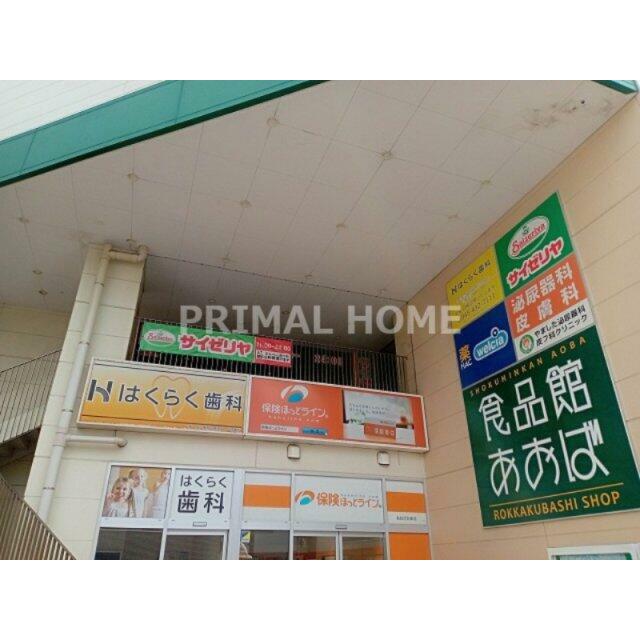 PRIMAL HOME
サイゼリヤ
はくらく歯科
保険ほっとライン
はくらく
歯科
保険ほっとライン
はくらく歯科
Saizeriya
サイゼリヤ
泌尿器科
皮膚科
やました泌尿器科
皮フ科クリニック
薬
HAC
welcia
SHOKUHINKAN AOBA
食品館
あおば
ROKKAKUBASHI SHOP